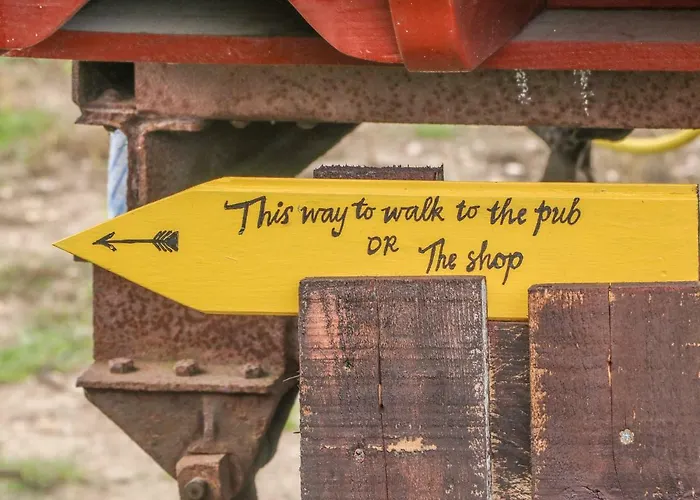 This way to walk to the pub
OR The shop